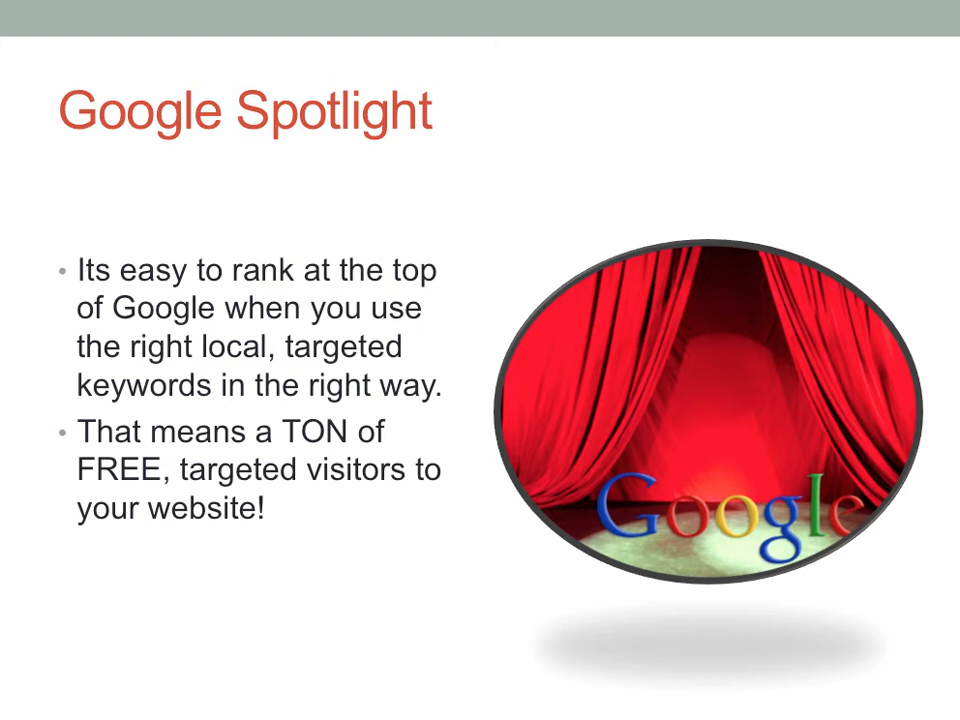 Google Spotlight
• Its easy to rank at the top
of Google when you use
the right local, targeted
keywords in the right way.
• That means a TON of
FREE, targeted visitors to
your website!
Google